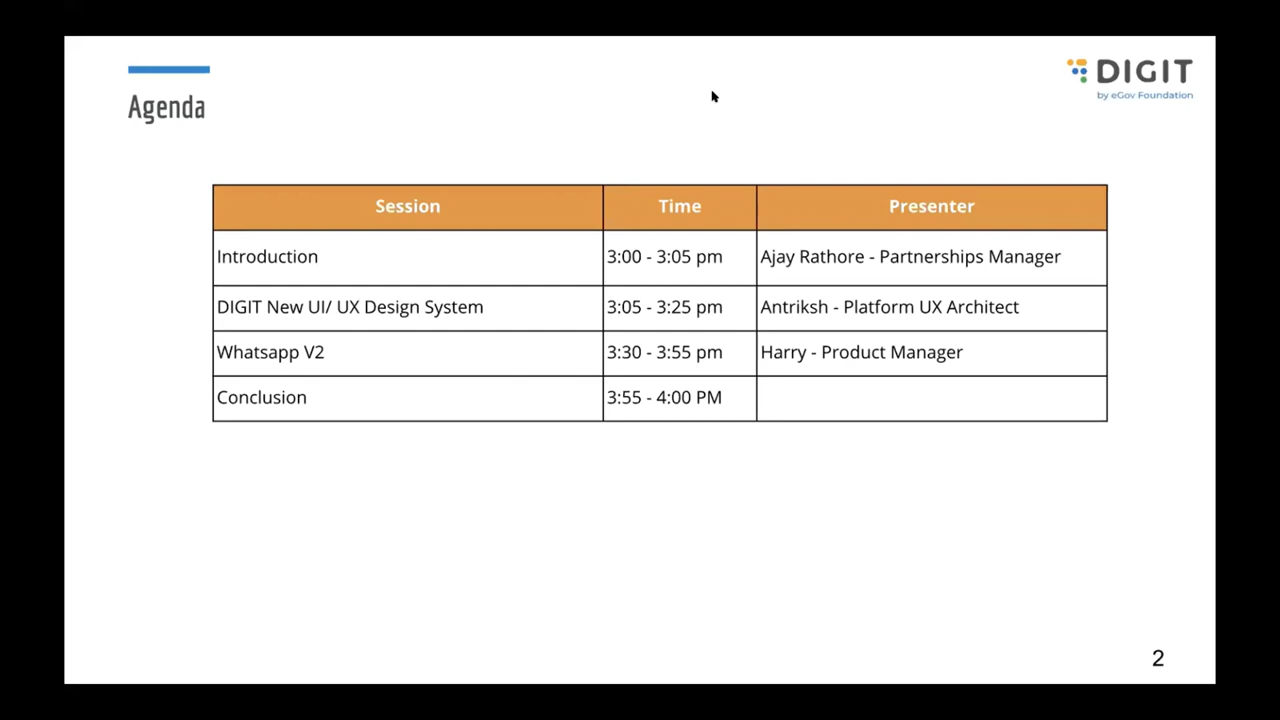 DIGIT
by eGov Foundation
Agenda
Session Time Presenter
Introduction 3:00 - 3:05 pm Ajay Rathore - Partnerships Manager
DIGIT New UI/ UX Design System 3:05 - 3:25 pm Antriksh - Platform UX Architect
Whatsapp V2 3:30 - 3:55 pm Harry - Product Manager
Conclusion 3:55 - 4:00 PM
2